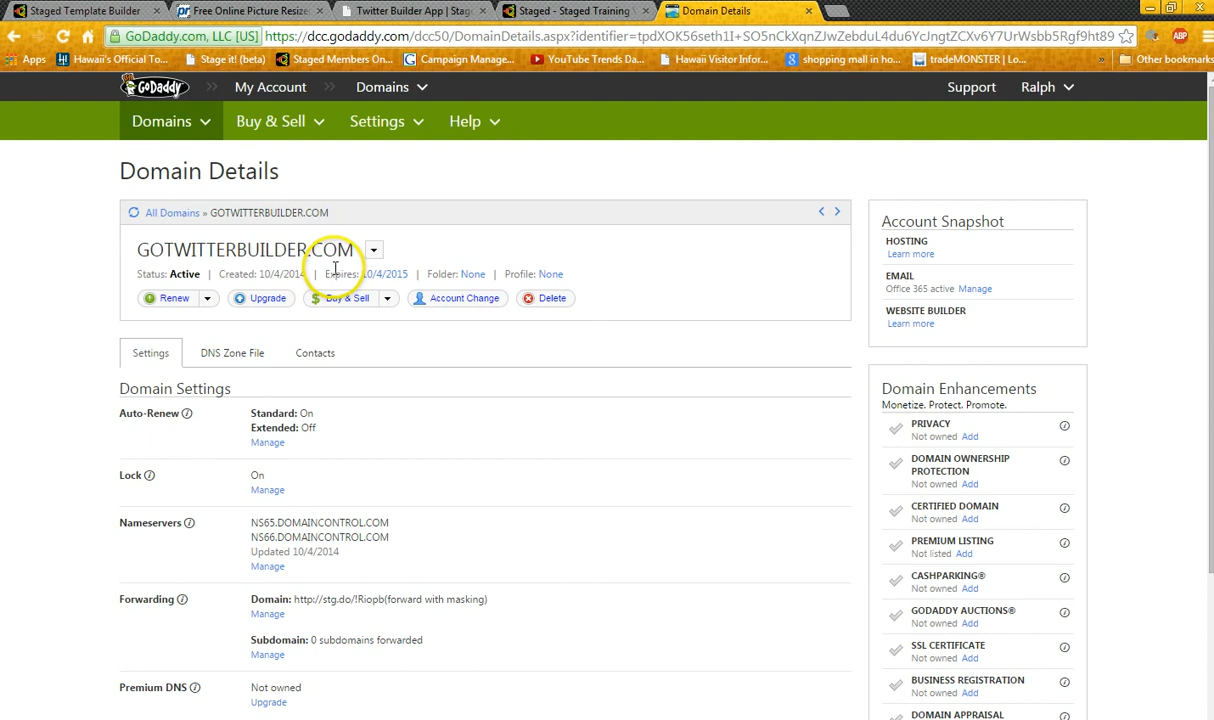 Staged Template Builder
Free Online Picture Resize
Twitter Builder App | Stag
Staged - Staged Training V
Domain Details
GoDaddy.com, LLC [US]
https://dcc.godaddy.com/dcc50/DomainDetails.aspx?identifier=tpdXOK56seth1I+SO5nCkXqnZJwZebduL4du6YcJngtZCXv6Y7UrWsbb5Rgf9ht89
ABP
Apps
Hawaii's Official To...
Stage it! (beta)
Staged Members On...
Campaign Manage...
YouTube Trends Da...
Hawaii Visitor Infor...
shopping mall in ho...
tradeMONSTER | Lo...
»
Other bookmarks
GoDaddy
My Account
Domains
Support
Ralph
Domains
Buy & Sell
Settings
Help
Domain Details
All Domains » GOTWITTERBUILDER.COM
GOTWITTERBUILDER.COM
Status: Active | Created: 10/4/2014 | Expires: 10/4/2015 | Folder: None | Profile: None
Renew
Upgrade
Buy & Sell
Account Change
Delete
Settings
DNS Zone File
Contacts
Domain Settings
Auto-Renew
Standard: On
Extended: Off
Manage
Lock
On
Manage
Nameservers
NS65.DOMAINCONTROL.COM
NS66.DOMAINCONTROL.COM
Updated 10/4/2014
Manage
Forwarding
Domain: http://stg.do/!Riopb(forward with masking)
Manage
Subdomain: 0 subdomains forwarded
Manage
Premium DNS
Not owned
Upgrade
Account Snapshot
HOSTING
Learn more
EMAIL
Office 365 active Manage
WEBSITE BUILDER
Learn more
Domain Enhancements
Monetize. Protect. Promote.
PRIVACY
Not owned Add
DOMAIN OWNERSHIP
PROTECTION
Not owned Add
CERTIFIED DOMAIN
Not owned Add
PREMIUM LISTING
Not listed Add
CASHPARKING®
Not owned Add
GODADDY AUCTIONS®
Not owned Add
SSL CERTIFICATE
Not owned Add
BUSINESS REGISTRATION
Not owned Add
DOMAIN APPRAISAL